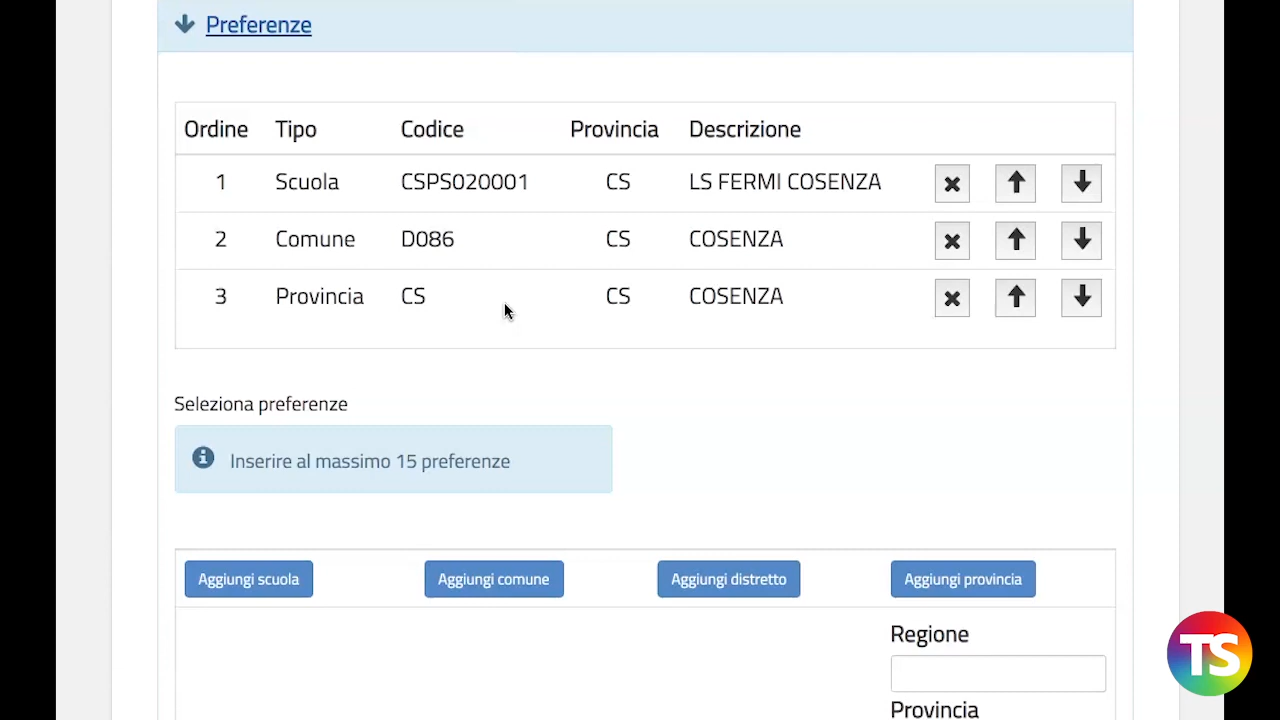 Preferenze
Ordine Tipo Codice Provincia Descrizione
1 Scuola CSPS020001 CS LS FERMI COSENZA
2 Comune D086 CS COSENZA
3 Provincia CS CS COSENZA
Seleziona preferenze
Inserire al massimo 15 preferenze
Aggiungi scuola Aggiungi comune Aggiungi distretto Aggiungi provincia
Regione
TS
Provincia